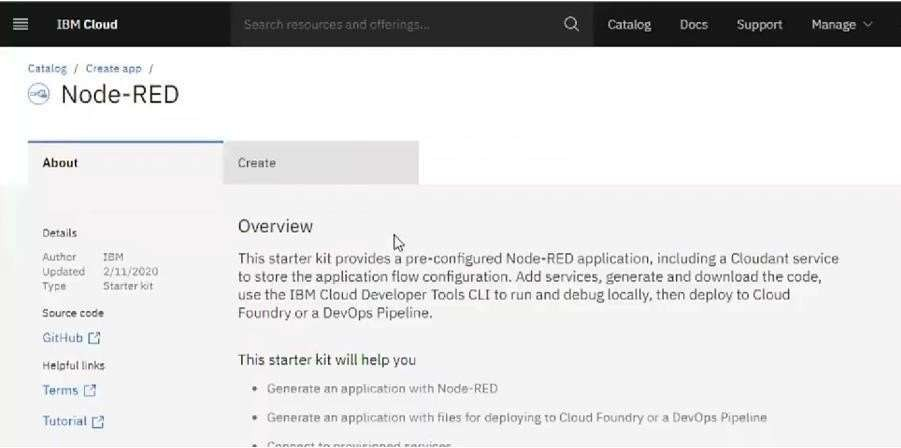 IBM Cloud
Search resources and offerings...
Catalog
Docs
Support
Manage
Catalog / Create app /
Node-RED
About
Create
Details
Author IBM
Updated 2/11/2020
Type Starter kit
Source code
GitHub
Helpful links
Terms
Tutorial
Overview
This starter kit provides a pre-configured Node-RED application, including a Cloudant service
to store the application flow configuration. Add services, generate and download the code,
use the IBM Cloud Developer Tools CLI to run and debug locally, then deploy to Cloud
Foundry or a DevOps Pipeline.
This starter kit will help you
• Generate an application with Node-RED
• Generate an application with files for deploying to Cloud Foundry or a DevOps Pipeline
• Connect to provisioned services